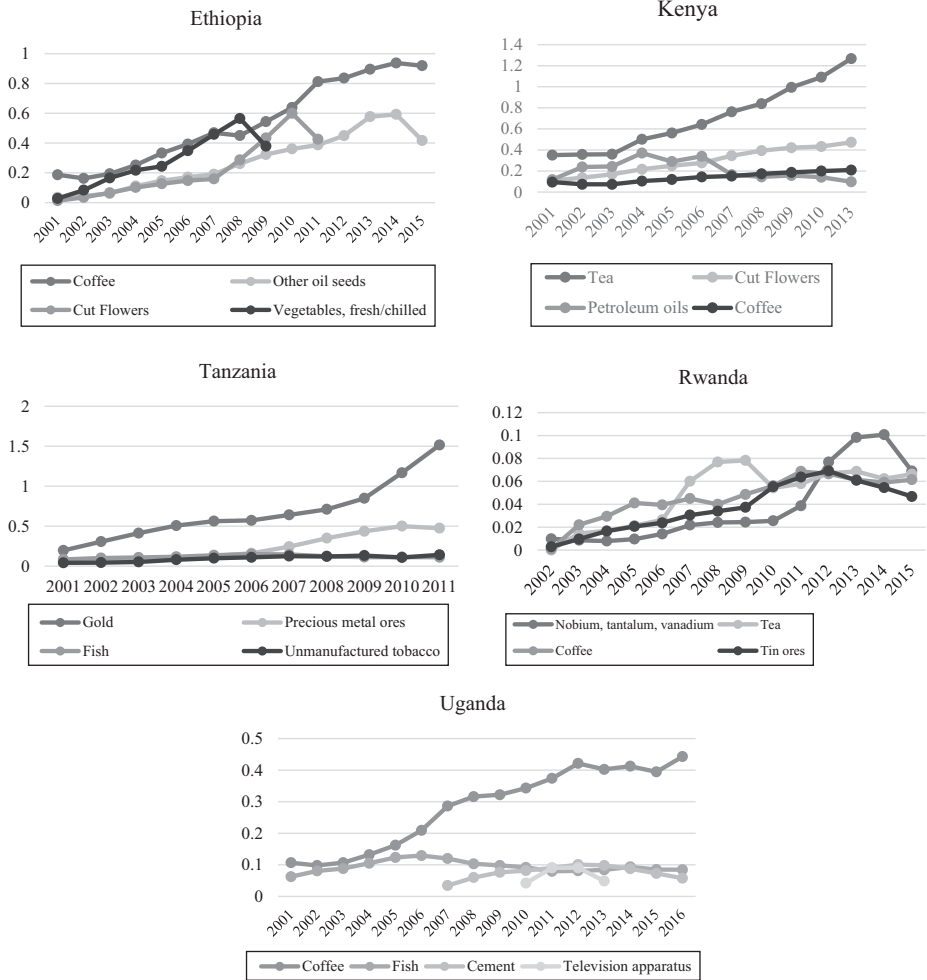 Ethiopia
1
0.8
0.6
0.4
0.2
0
2001 2002 2003 2004 2005 2006 2007 2008 2009 2010 2011 2012 2013 2014 2015
Coffee Other oil seeds
Cut Flowers Vegetables, fresh/chilled
Kenya
1.4
1.2
1
0.8
0.6
0.4
0.2
0
2001 2002 2003 2004 2005 2006 2007 2008 2009 2010 2011 2012 2013
Tea Cut Flowers
Petroleum oils Coffee
Tanzania
2
1.5
1
0.5
0
2001 2002 2003 2004 2005 2006 2007 2008 2009 2010 2011
Gold Precious metal ores
Fish Unmanufactured tobacco
Rwanda
0.12
0.1
0.08
0.06
0.04
0.02
0
2002 2003 2004 2005 2006 2007 2008 2009 2010 2011 2012 2013 2014 2015
Nobium, tantalum, vanadium Tea
Coffee Tin ores
Uganda
0.5
0.4
0.3
0.2
0.1
0
2001 2002 2003 2004 2005 2006 2007 2008 2009 2010 2011 2012 2013 2014 2015 2016
Coffee Fish Cement Television apparatus